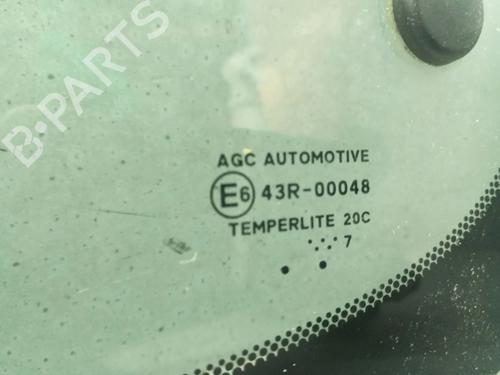 B-PARTS
AGC AUTOMOTIVE
E6 43R-00048
TEMPERLITE 20C
7